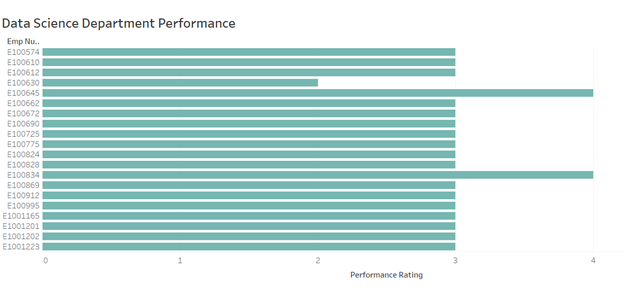 Data Science Department Performance
Emp Nu..
E100574
E100610
E100612
E100630
E100645
E100662
E100672
E100690
E100725
E100775
E100824
E100828
E100834
E100869
E100912
E100995
E1001165
E1001201
E1001202
E1001223
0 1 2 3 4
Performance Rating